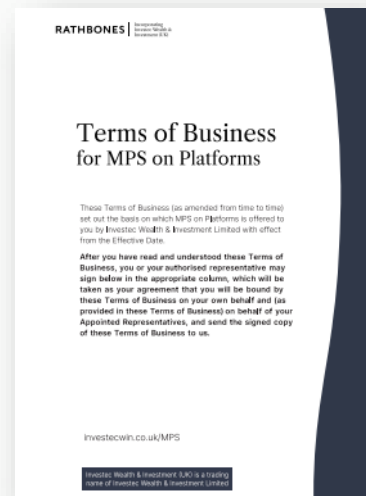 RATHBONES
Incorporating
Investec Wealth &
Investment (UK)
Terms of Business
for MPS on Platforms
These Terms of Business (as amended from time to time)
set out the basis on which MPS on Platforms is offered to
you by Investec Wealth & Investment Limited with effect
from the Effective Date.
After you have read and understood these Terms of
Business, you or your authorised representative may
sign below in the appropriate column, which will be
taken as your agreement that you will be bound by
these Terms of Business on your own behalf and (as
provided in these Terms of Business) on behalf of your
Appointed Representatives, and send the signed copy
of these Terms of Business to us.
investecwin.co.uk/MPS
Investec Wealth & Investment (UK) is a trading
name of Investec Wealth & Investment Limited